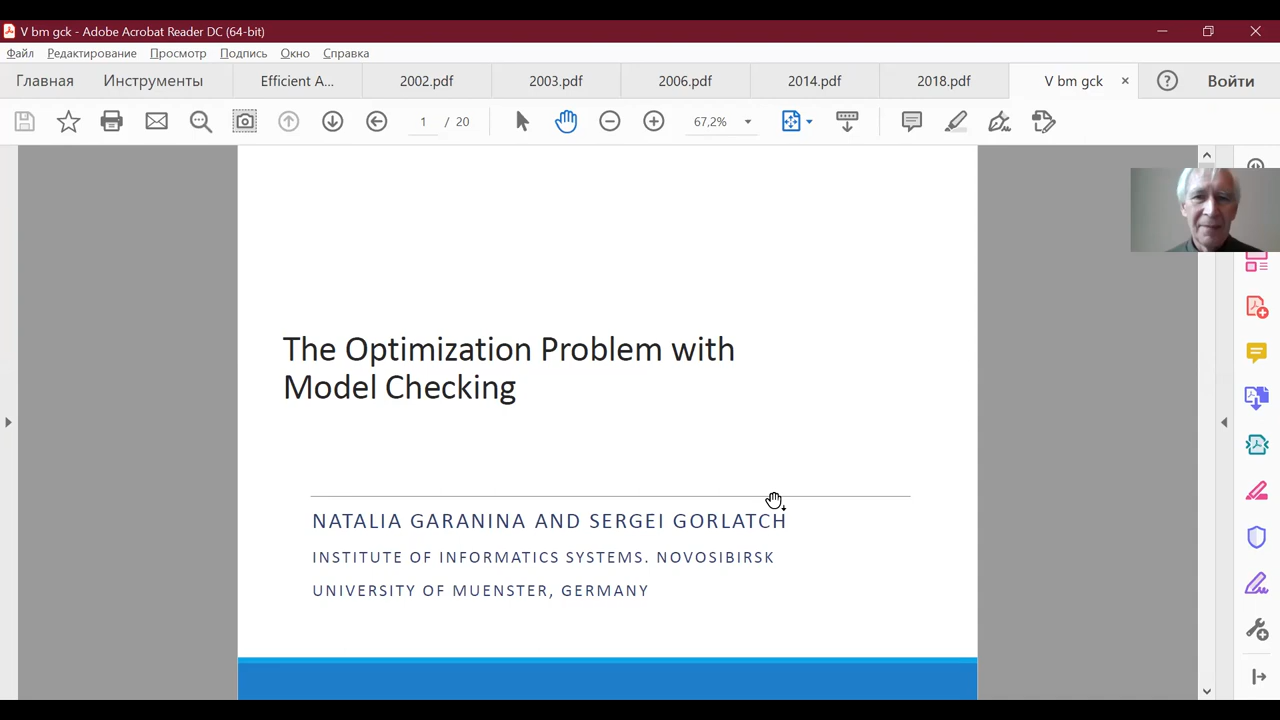 V bm gck - Adobe Acrobat Reader DC (64-bit)
Файл Редактирование Просмотр Подпись Окно Справка
Главная Инструменты Efficient A... 2002.pdf 2003.pdf 2006.pdf 2014.pdf 2018.pdf V bm gck × Войти
1 / 20 67,2%
The Optimization Problem with
Model Checking
NATALIA GARANINA AND SERGEI GORLATCH
INSTITUTE OF INFORMATICS SYSTEMS. NOVOSIBIRSK
UNIVERSITY OF MUENSTER, GERMANY